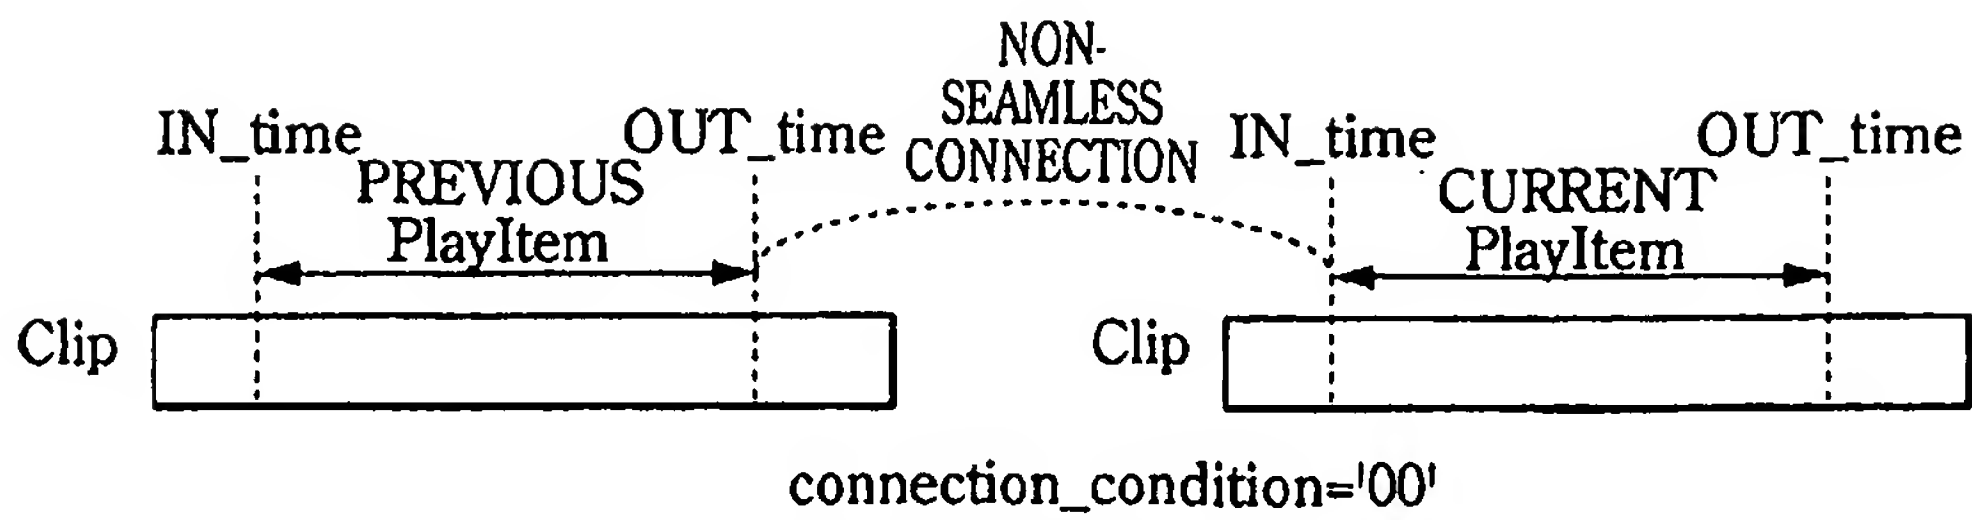 NON-
SEAMLESS
CONNECTION
IN_time
OUT_time
PREVIOUS
PlayItem
IN_time
OUT_time
CURRENT
PlayItem
Clip
Clip
connection_condition='00'